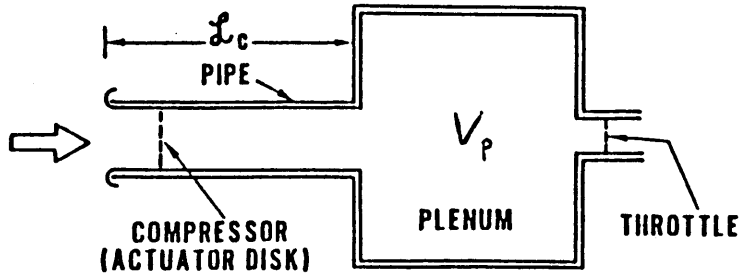 ℒc
PIPE
Vp
PLENUM
COMPRESSOR
(ACTUATOR DISK)
THROTTLE